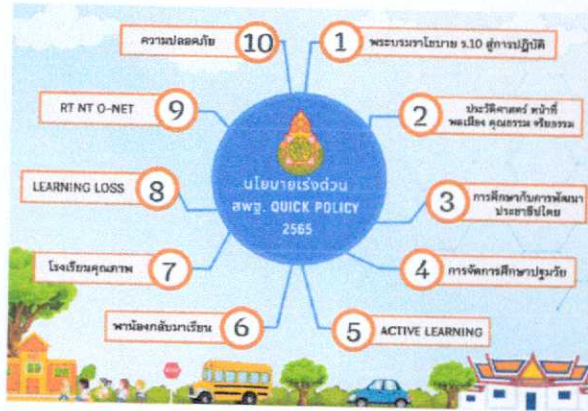 นโยบายเร่งด่วน
สพฐ. QUICK POLICY
2565
1 พระบรมราโชบาย ร.10 สู่การปฏิบัติ
2 ประวัติศาสตร์ หน้าที่
พลเมือง คุณธรรม จริยธรรม
3 การศึกษากับการพัฒนา
ประชาธิปไตย
4 การจัดการศึกษาปฐมวัย
5 ACTIVE LEARNING
6 พาน้องกลับมาเรียน
7 โรงเรียนคุณภาพ
8 LEARNING LOSS
9 RT NT O-NET
10 ความปลอดภัย